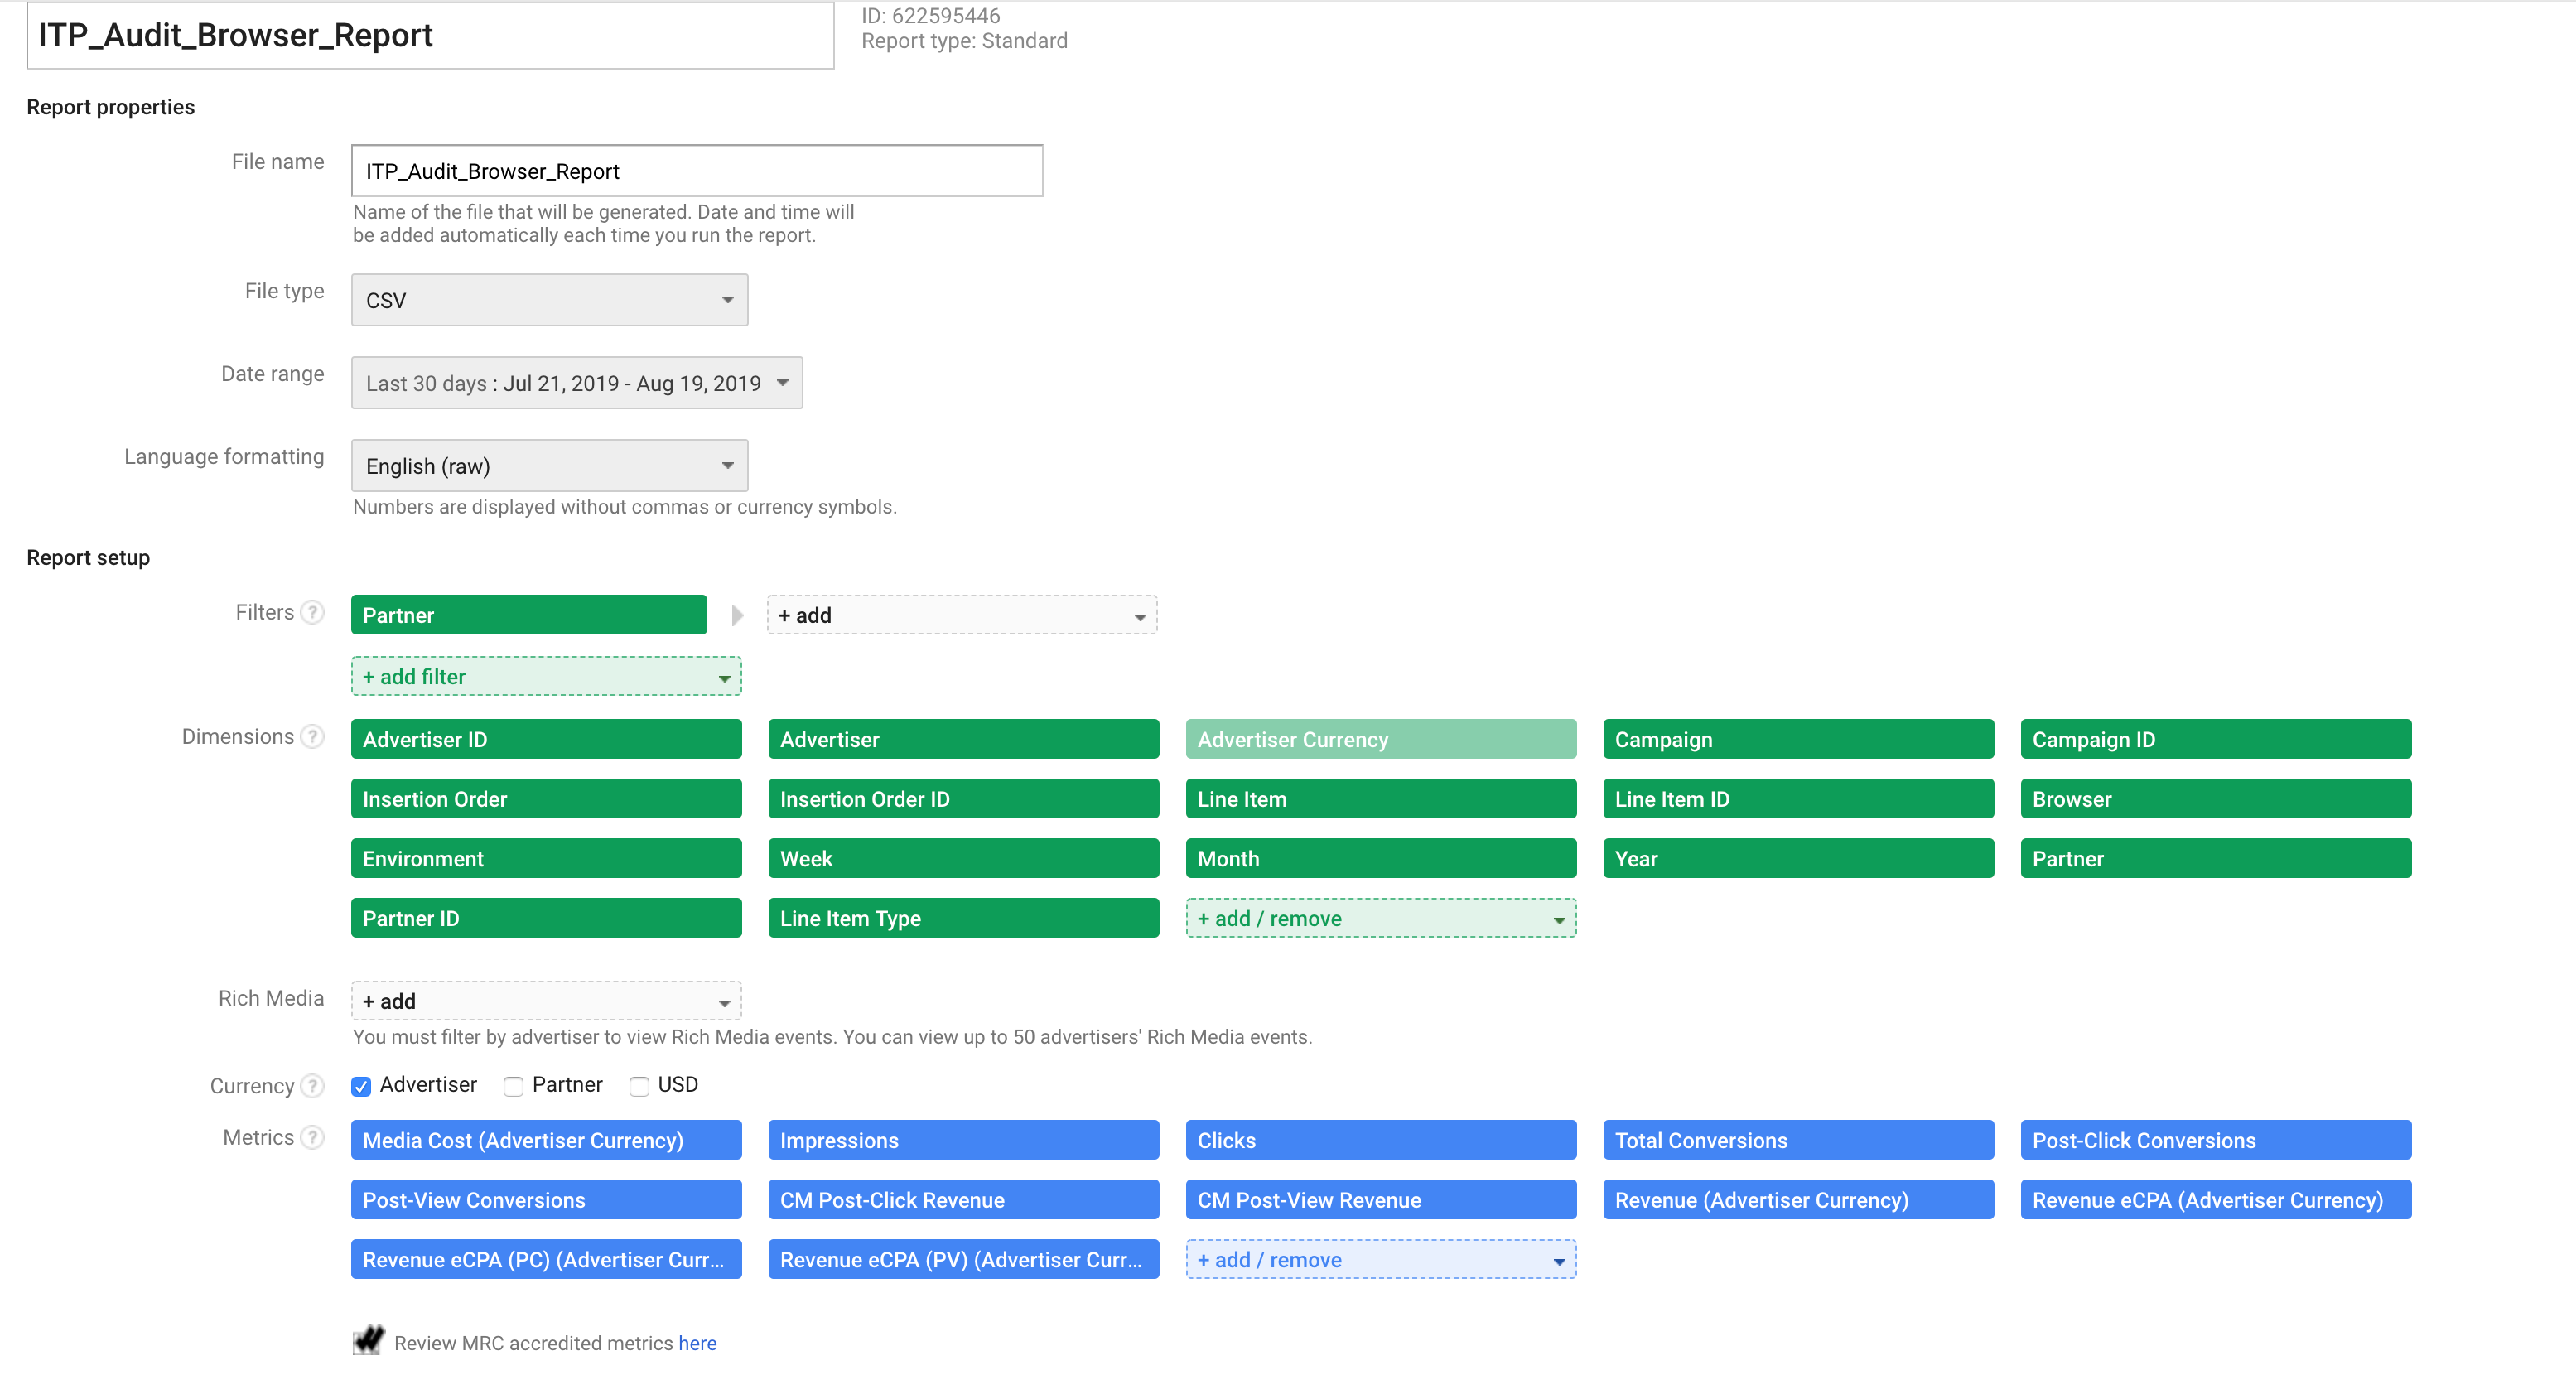 ITP_Audit_Browser_Report
ID: 622595446
Report type: Standard
Report properties
File name
ITP_Audit_Browser_Report
Name of the file that will be generated. Date and time will
be added automatically each time you run the report.
File type
CSV
Date range
Last 30 days : Jul 21, 2019 - Aug 19, 2019
Language formatting
English (raw)
Numbers are displayed without commas or currency symbols.
Report setup
Filters ?
Partner
+ add
+ add filter
Dimensions ?
Advertiser ID
Advertiser
Advertiser Currency
Campaign
Campaign ID
Insertion Order
Insertion Order ID
Line Item
Line Item ID
Browser
Environment
Week
Month
Year
Partner
Partner ID
Line Item Type
+ add / remove
Rich Media
+ add
You must filter by advertiser to view Rich Media events. You can view up to 50 advertisers' Rich Media events.
Currency ?
Advertiser
Partner
USD
Metrics ?
Media Cost (Advertiser Currency)
Impressions
Clicks
Total Conversions
Post-Click Conversions
Post-View Conversions
CM Post-Click Revenue
CM Post-View Revenue
Revenue (Advertiser Currency)
Revenue eCPA (Advertiser Currency)
Revenue eCPA (PC) (Advertiser Curr...
Revenue eCPA (PV) (Advertiser Curr...
+ add / remove
Review MRC accredited metrics here